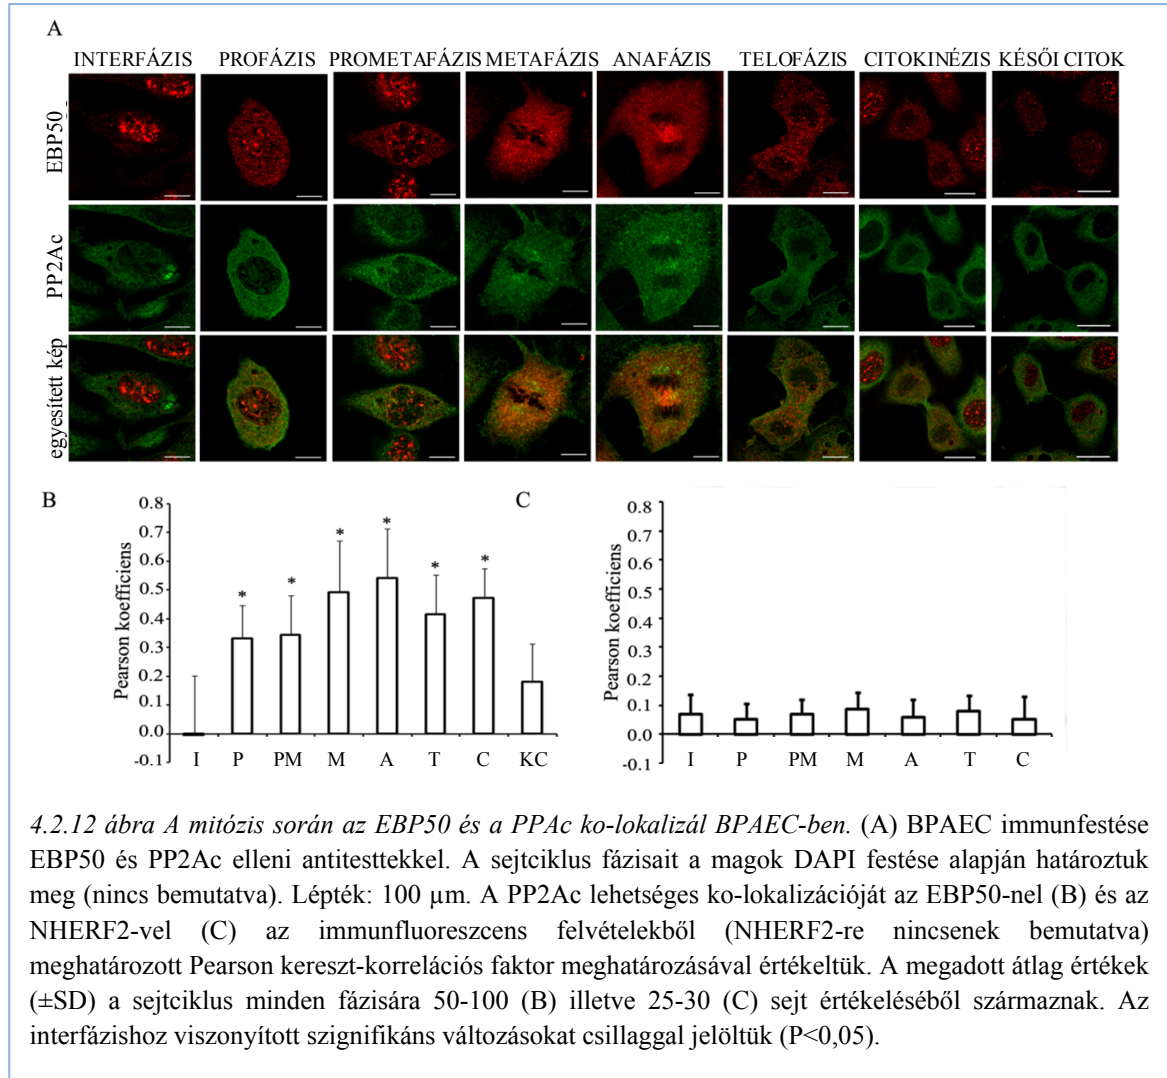 A
INTERFÁZIS PROFÁZIS PROMETAFÁZIS METAFÁZIS ANAFÁZIS TELOFÁZIS CITOKINÉZIS KÉSŐI CITOK
EBP50
PP2Ac
egyesített kép
B
Pearson koefficiens
0.8
0.7
0.6
0.5
0.4
0.3
0.2
0.1
0.0
-0.1
* * * * * *
I P PM M A T C KC
C
Pearson koefficiens
0.8
0.7
0.6
0.5
0.4
0.3
0.2
0.1
0.0
-0.1
I P PM M A T C
4.2.12 ábra A mitózis során az EBP50 és a PPAc ko-lokalizál BPAEC-ben. (A) BPAEC immunfestése
EBP50 és PP2Ac elleni antitesttekkel. A sejtciklus fázisait a magok DAPI festése alapján határoztuk
meg (nincs bemutatva). Lépték: 100 µm. A PP2Ac lehetséges ko-lokalizációját az EBP50-nel (B) és az
NHERF2-vel (C) az immunfluoreszcens felvételekből (NHERF2-re nincsenek bemutatva)
meghatározott Pearson kereszt-korrelációs faktor meghatározásával értékeltük. A megadott átlag értékek
(±SD) a sejtciklus minden fázisára 50-100 (B) illetve 25-30 (C) sejt értékeléséből származnak. Az
interfázishoz viszonyított szignifikáns változásokat csillaggal jelöltük (P<0,05).